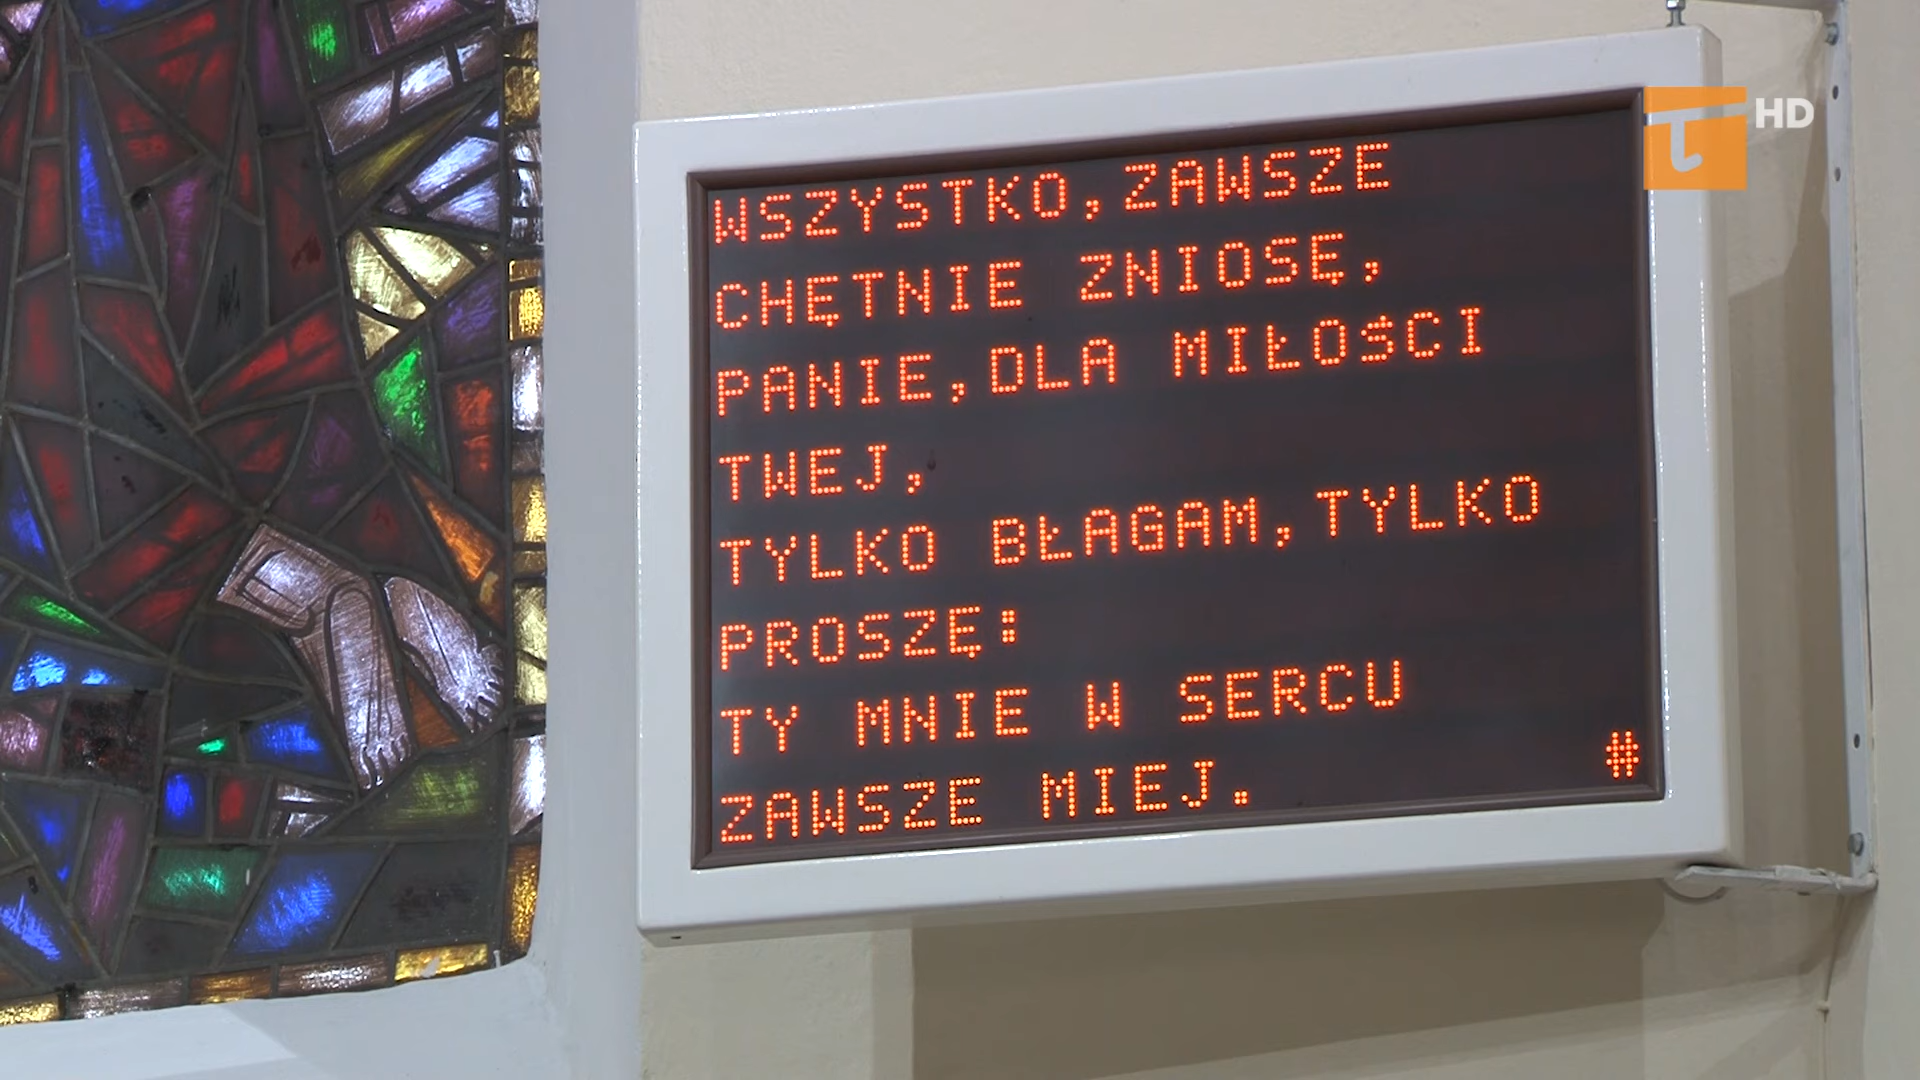 WSZYSTKO,ZAWSZE
CHĘTNIE ZNIOSĘ,
PANIE,DLA MIŁOŚCI
TWEJ,
TYLKO BŁAGAM,TYLKO
PROSZĘ:
TY MNIE W SERCU
ZAWSZE MIEJ. #
t HD